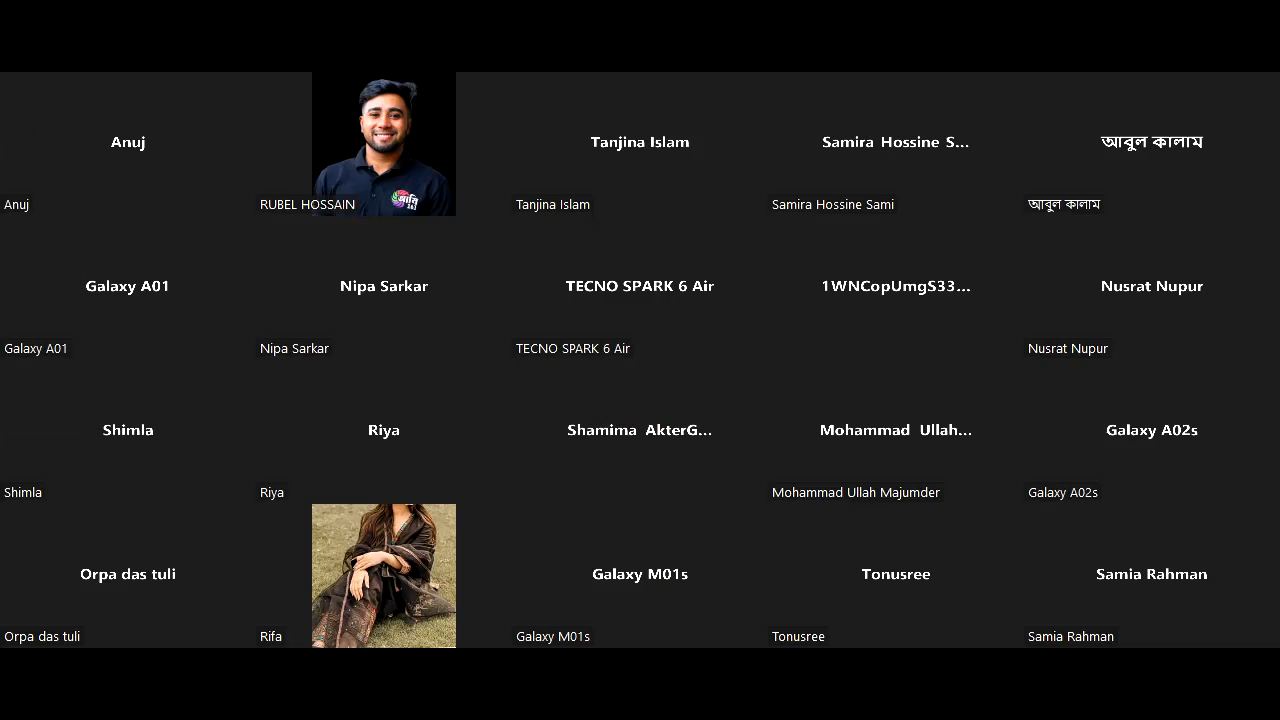 Anuj
Anuj
RUBEL HOSSAIN
Tanjina Islam
Tanjina Islam
Samira Hossine S...
Samira Hossine Sami
আবুল কালাম
আবুল কালাম
Galaxy A01
Galaxy A01
Nipa Sarkar
Nipa Sarkar
TECNO SPARK 6 Air
TECNO SPARK 6 Air
1WNCopUmgS33...
Nusrat Nupur
Nusrat Nupur
Shimla
Shimla
Riya
Riya
Shamima AkterG...
Mohammad Ullah...
Mohammad Ullah Majumder
Galaxy A02s
Galaxy A02s
Orpa das tuli
Orpa das tuli
Rifa
Galaxy M01s
Galaxy M01s
Tonusree
Tonusree
Samia Rahman
Samia Rahman